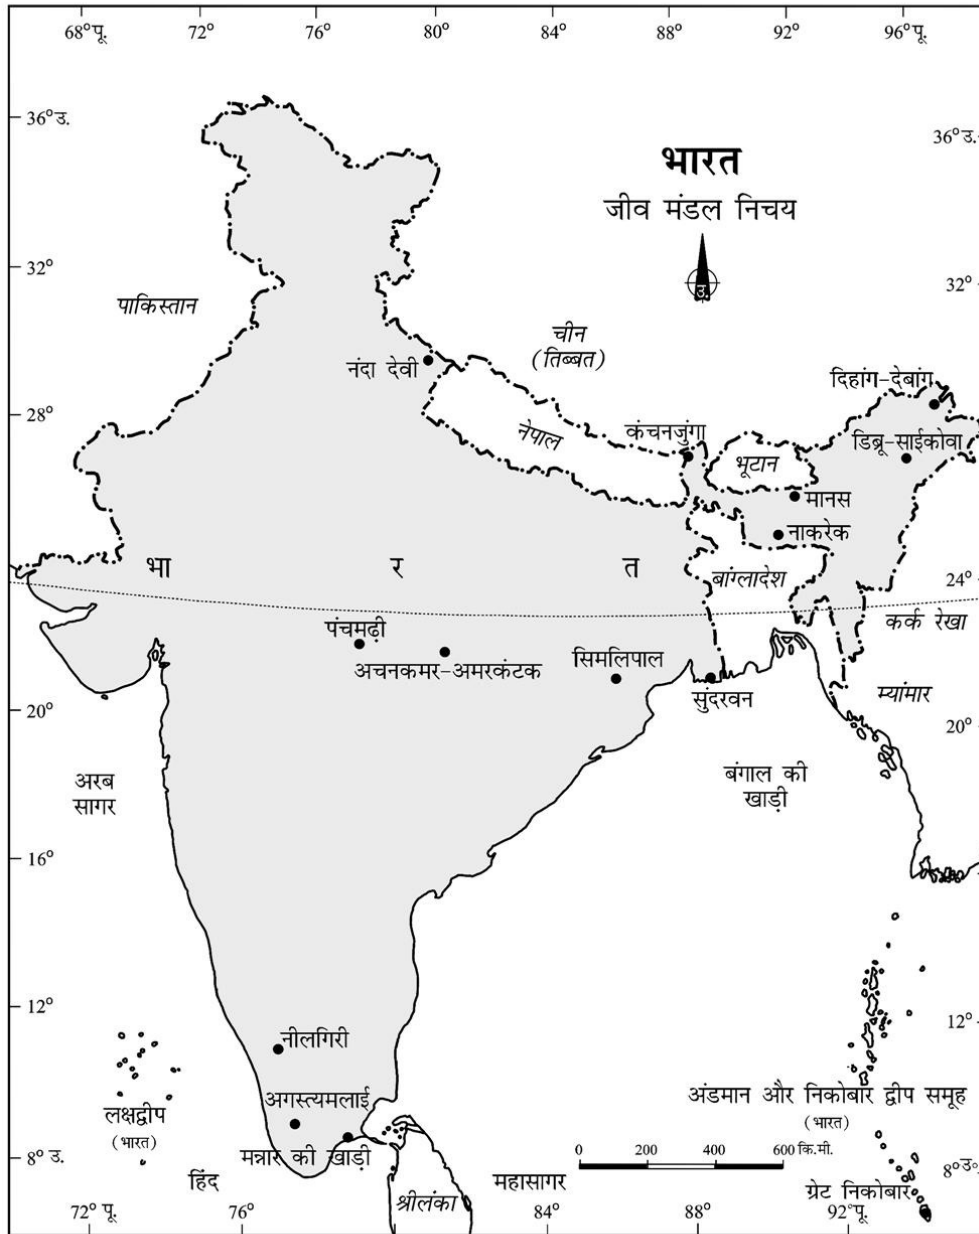 68° पू.
72°
76°
80°
84°
88°
92°
96° पू.
36° उ.
36° उ.
भारत
जीव मंडल निचय
उ
32°
32°
पाकिस्तान
चीन
(तिब्बत)
नंदा देवी
दिहांग-देबांग
28°
नेपाल
कंचनजुंगा
डिब्रू-साईकोवा
भूटान
मानस
नाकरेक
भा र त
बांग्लादेश
24°
24°
कर्क रेखा
पंचमढ़ी
अचनकमर-अमरकंटक
सिमलिपाल
सुंदरवन
म्यांमार
20°
20°
अरब
सागर
बंगाल की
खाड़ी
16°
12°
12°
नीलगिरी
अगस्त्यमलाई
लक्षद्वीप
(भारत)
अंडमान और निकोबार द्वीप समूह
(भारत)
मन्नार की खाड़ी
0 200 400 600 कि.मी.
8° उ.
8° उ.
हिंद
महासागर
श्रीलंका
ग्रेट निकोबार
72° पू.
76°
84°
88°
92° पू.